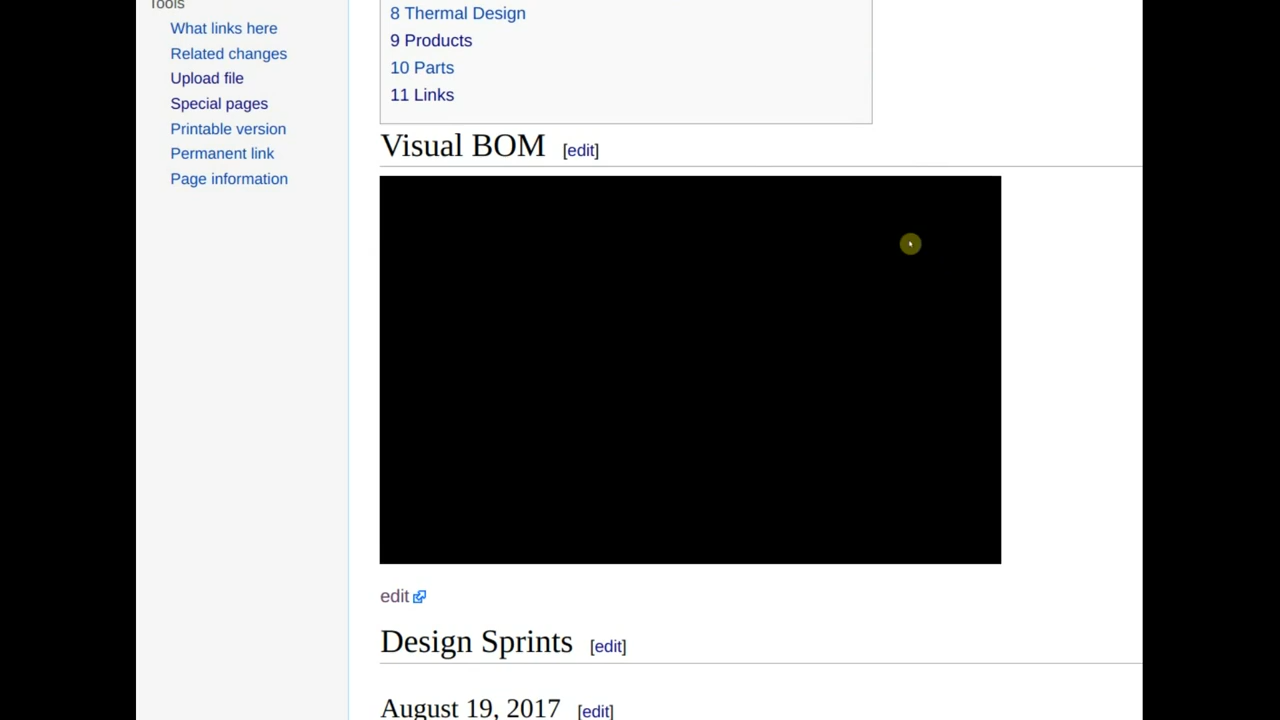 Tools
What links here
Related changes
Upload file
Special pages
Printable version
Permanent link
Page information
8 Thermal Design
9 Products
10 Parts
11 Links
Visual BOM [edit]
edit
Design Sprints [edit]
August 19, 2017 [edit]